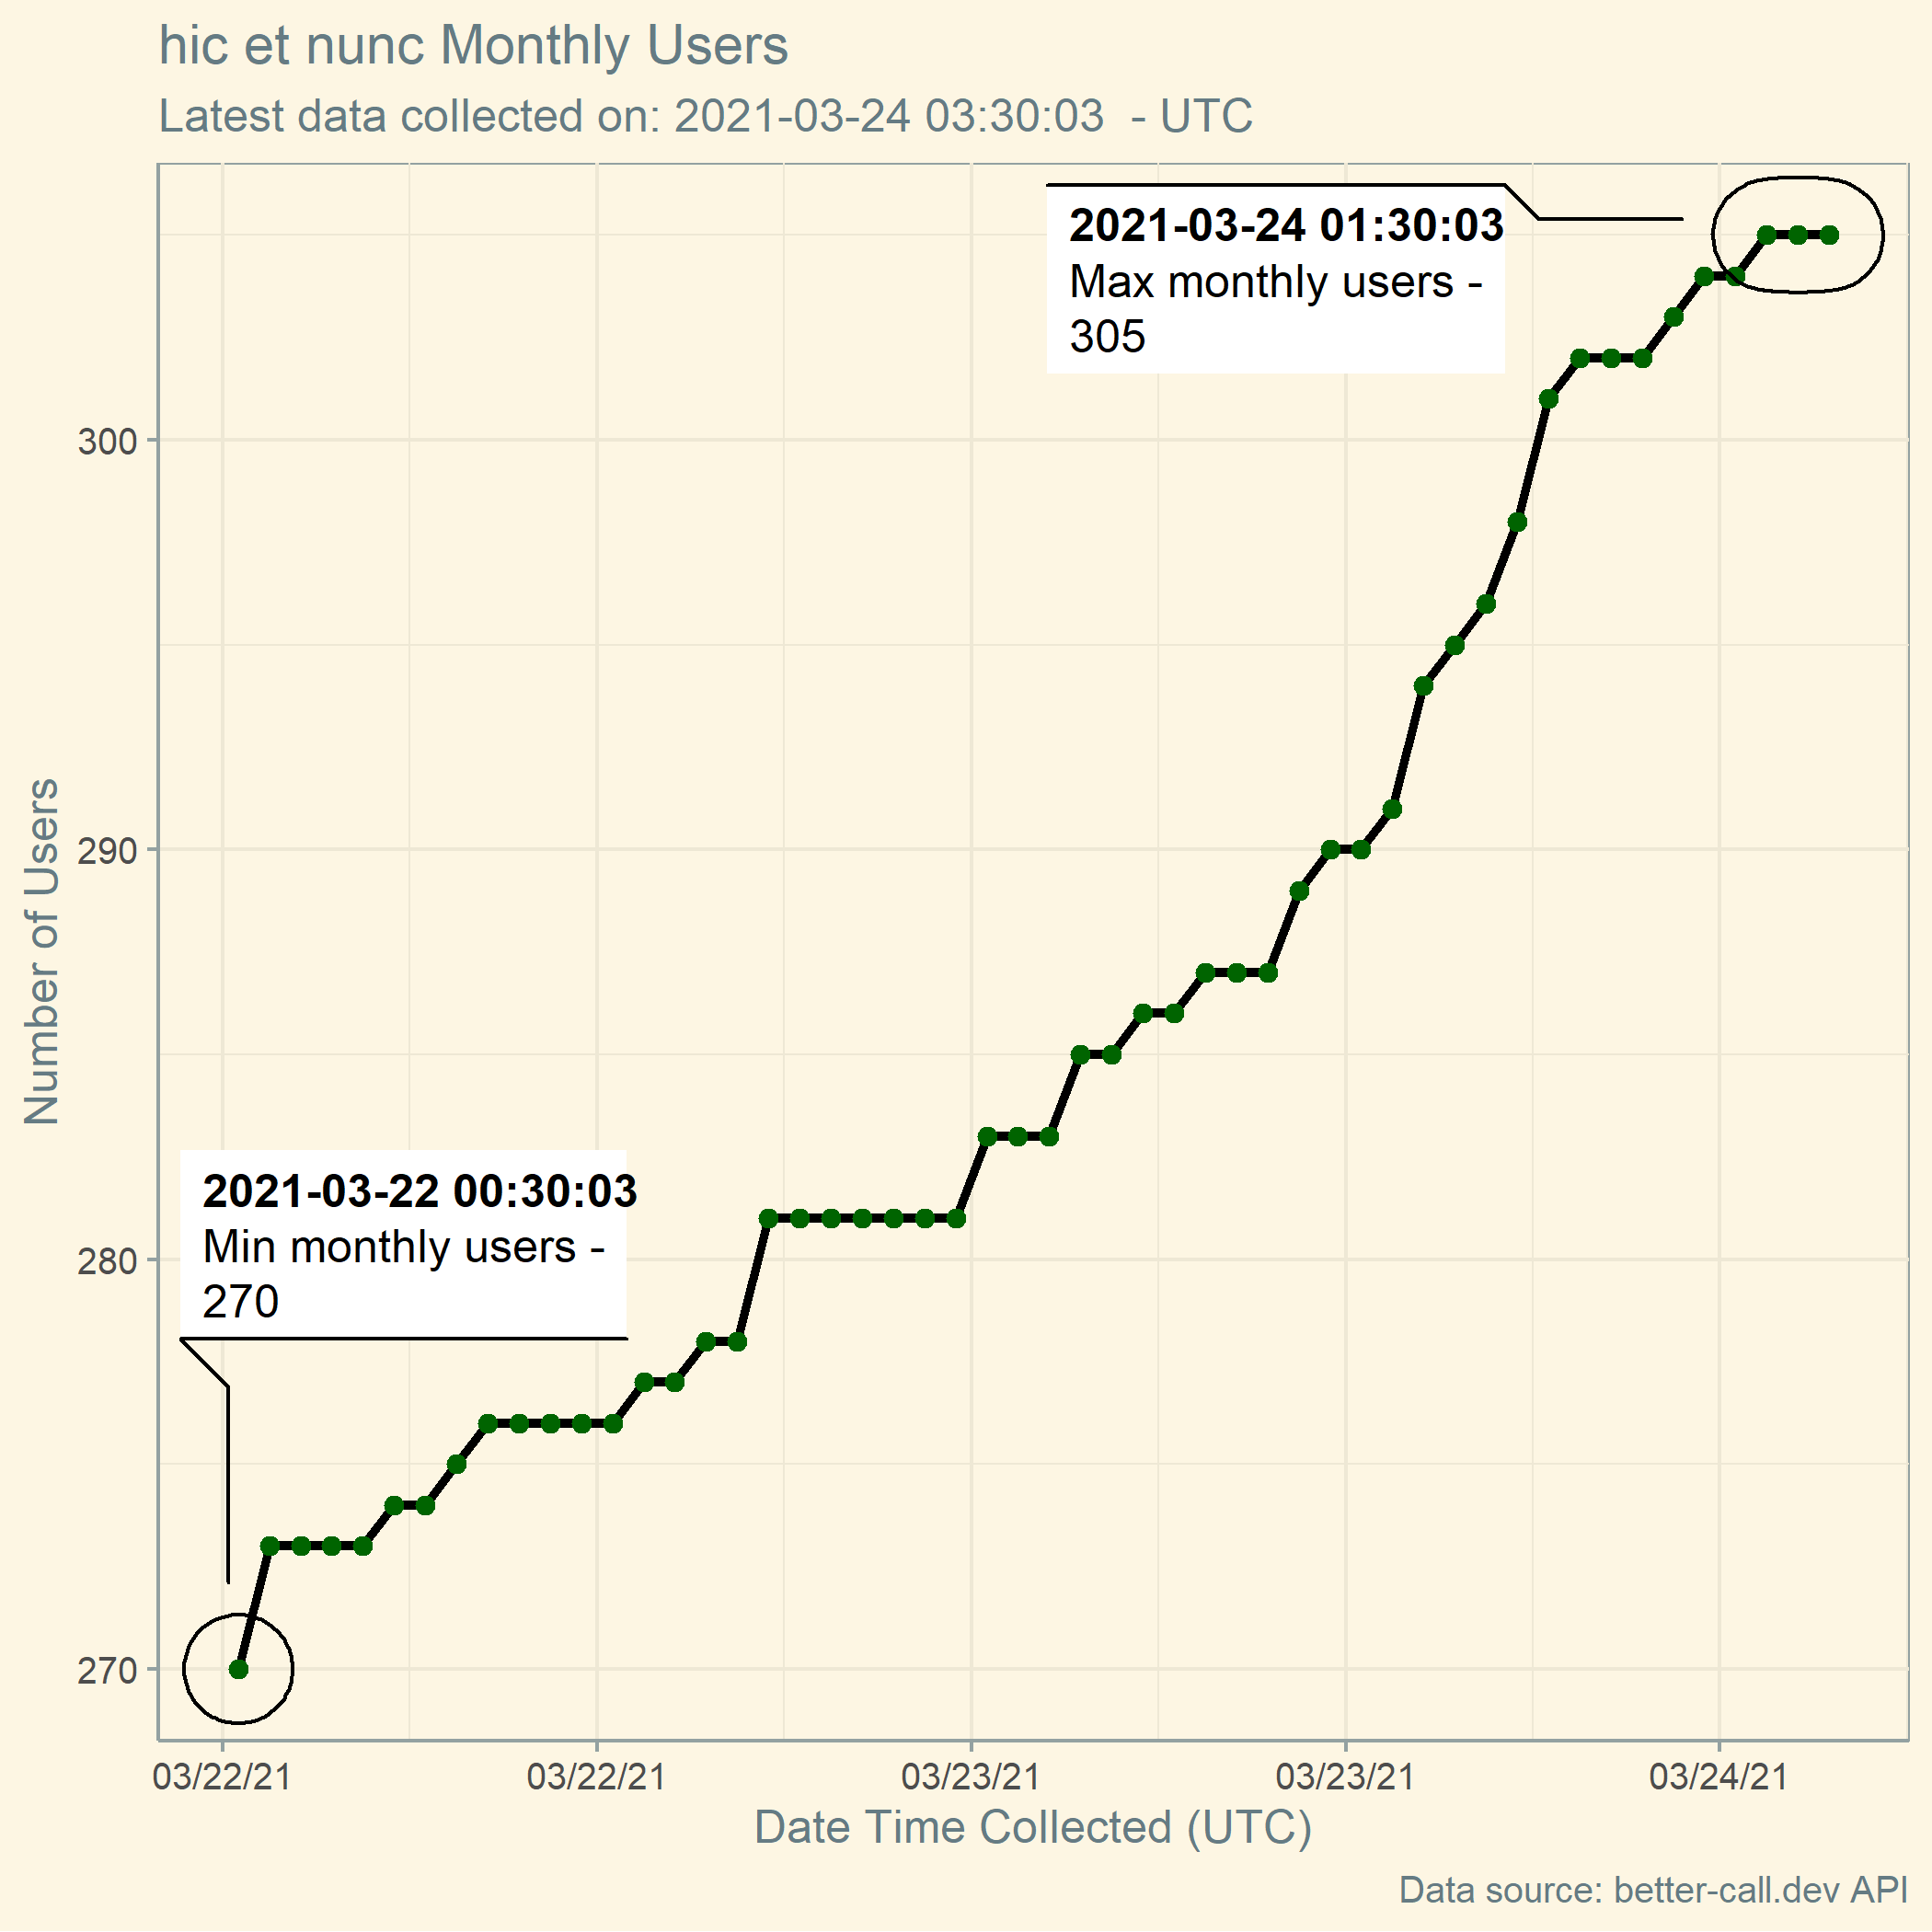 hic et nunc Monthly Users
Latest data collected on: 2021-03-24 03:30:03  - UTC
2021-03-24 01:30:03
Max monthly users -
305
300
290
280
270
Number of Users
2021-03-22 00:30:03
Min monthly users -
270
03/22/21
03/22/21
03/23/21
03/23/21
03/24/21
Date Time Collected (UTC)
Data source: better-call.dev API